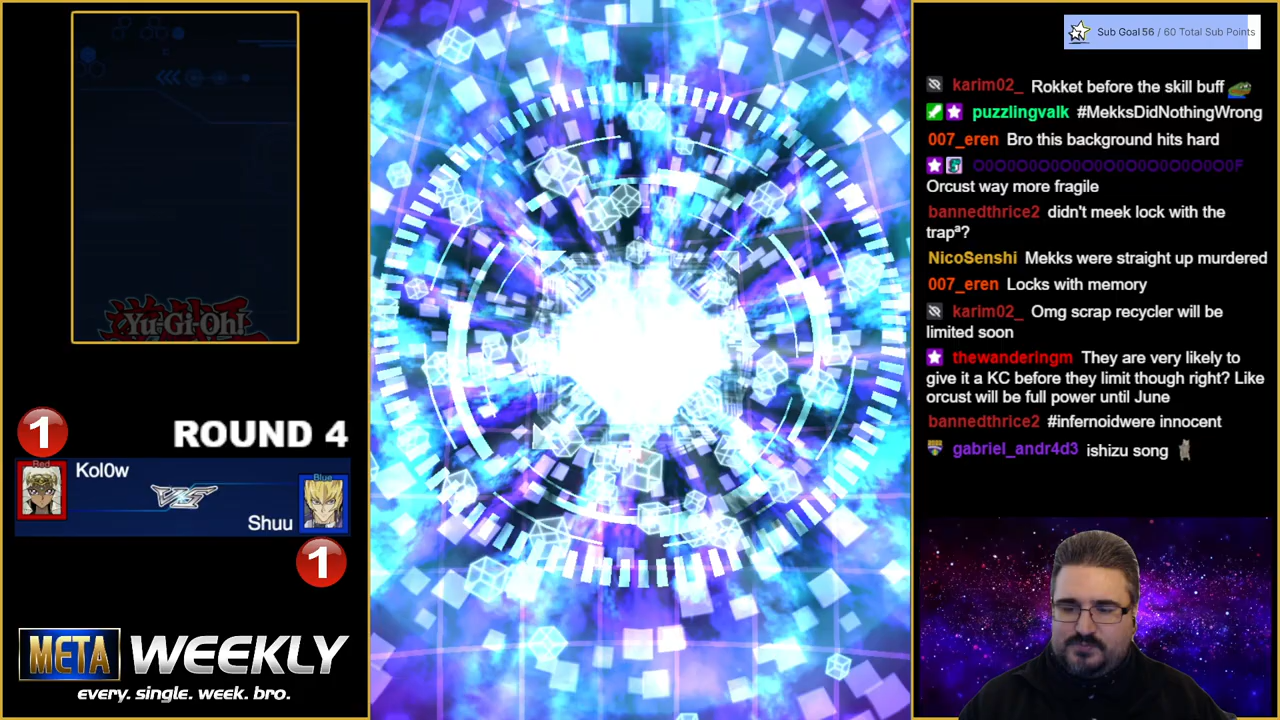 Yu-Gi-Oh!
1
ROUND 4
Red
Kol0w
VS
Blue
Shuu
1
META WEEKLY
every. single. week. bro.
Sub Goal 56 / 60 Total Sub Points
karim02_ Rokket before the skill buff
puzzlingvalk #MekksDidNothingWrong
007_eren Bro this background hits hard
Orcust way more fragile
bannedthrice2 didn't meek lock with the
trapª?
NicoSenshi Mekks were straight up murdered
007_eren Locks with memory
karim02_ Omg scrap recycler will be
limited soon
thewanderingm They are very likely to
give it a KC before they limit though right? Like
orcust will be full power until June
bannedthrice2 #infernoidwere innocent
gabriel_andr4d3 ishizu song